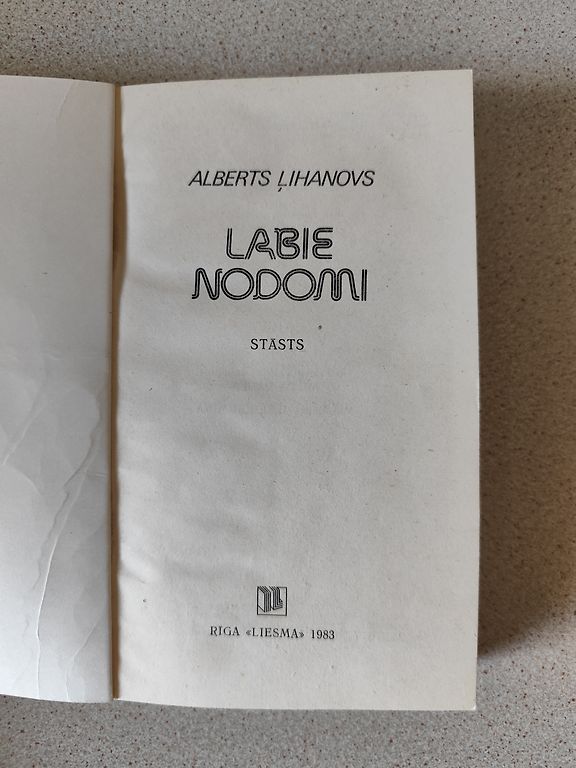 ALBERTS ĻIHANOVS
LABIE
NODOMI
STĀSTS
RĪGA «LIESMA» 1983